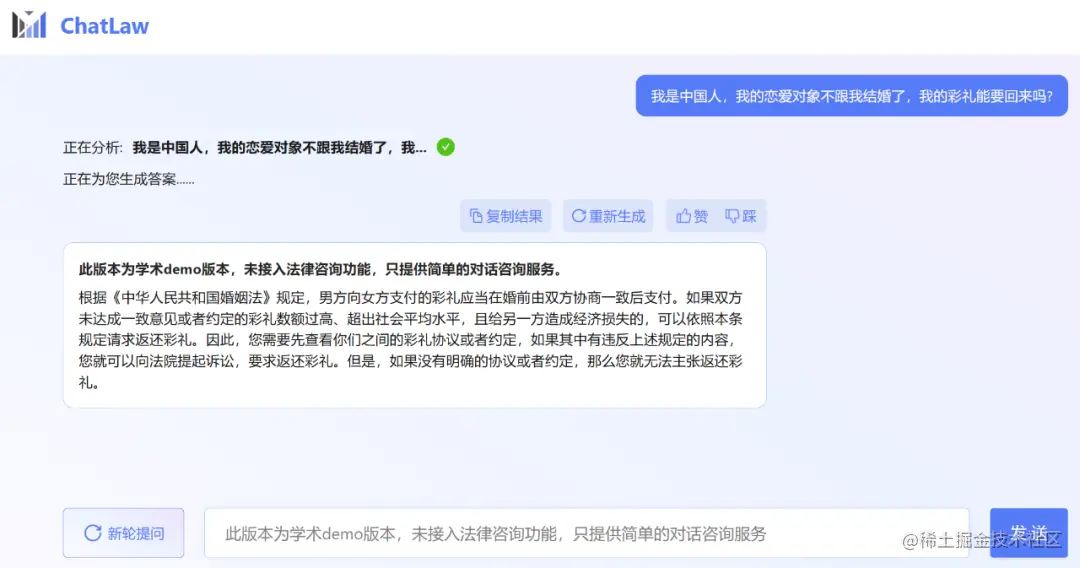 ChatLaw
我是中国人，我的恋爱对象不跟我结婚了，我的彩礼能要回来吗?
正在分析: 我是中国人，我的恋爱对象不跟我结婚了，我...
正在为您生成答案......
复制结果 重新生成 赞 踩
此版本为学术demo版本，未接入法律咨询功能，只提供简单的对话咨询服务。
根据《中华人民共和国婚姻法》规定，男方向女方支付的彩礼应当在婚前由双方协商一致后支付。如果双方
未达成一致意见或者约定的彩礼数额过高、超出社会平均水平，且给另一方造成经济损失的，可以依照本条
规定请求返还彩礼。因此，您需要先查看你们之间的彩礼协议或者约定，如果其中有违反上述规定的内容，
您就可以向法院提起诉讼，要求返还彩礼。但是，如果没有明确的协议或者约定，那么您就无法主张返还彩
礼。
新轮提问 此版本为学术demo版本，未接入法律咨询功能，只提供简单的对话咨询服务 发送
@稀土掘金技术社区